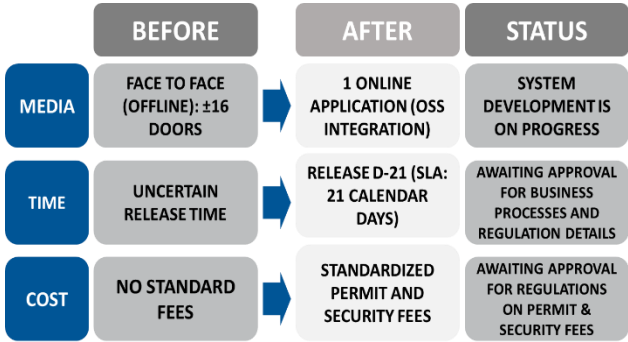 BEFORE
AFTER
STATUS
MEDIA
FACE TO FACE
(OFFLINE): ±16
DOORS
1 ONLINE
APPLICATION (OSS
INTEGRATION)
SYSTEM
DEVELOPMENT IS
ON PROGRESS
TIME
UNCERTAIN
RELEASE TIME
RELEASE D-21 (SLA:
21 CALENDAR
DAYS)
AWAITING APPROVAL
FOR BUSINESS
PROCESSES AND
REGULATION DETAILS
COST
NO STANDARD
FEES
STANDARDIZED
PERMIT AND
SECURITY FEES
AWAITING APPROVAL
FOR REGULATIONS
ON PERMIT &
SECURITY FEES